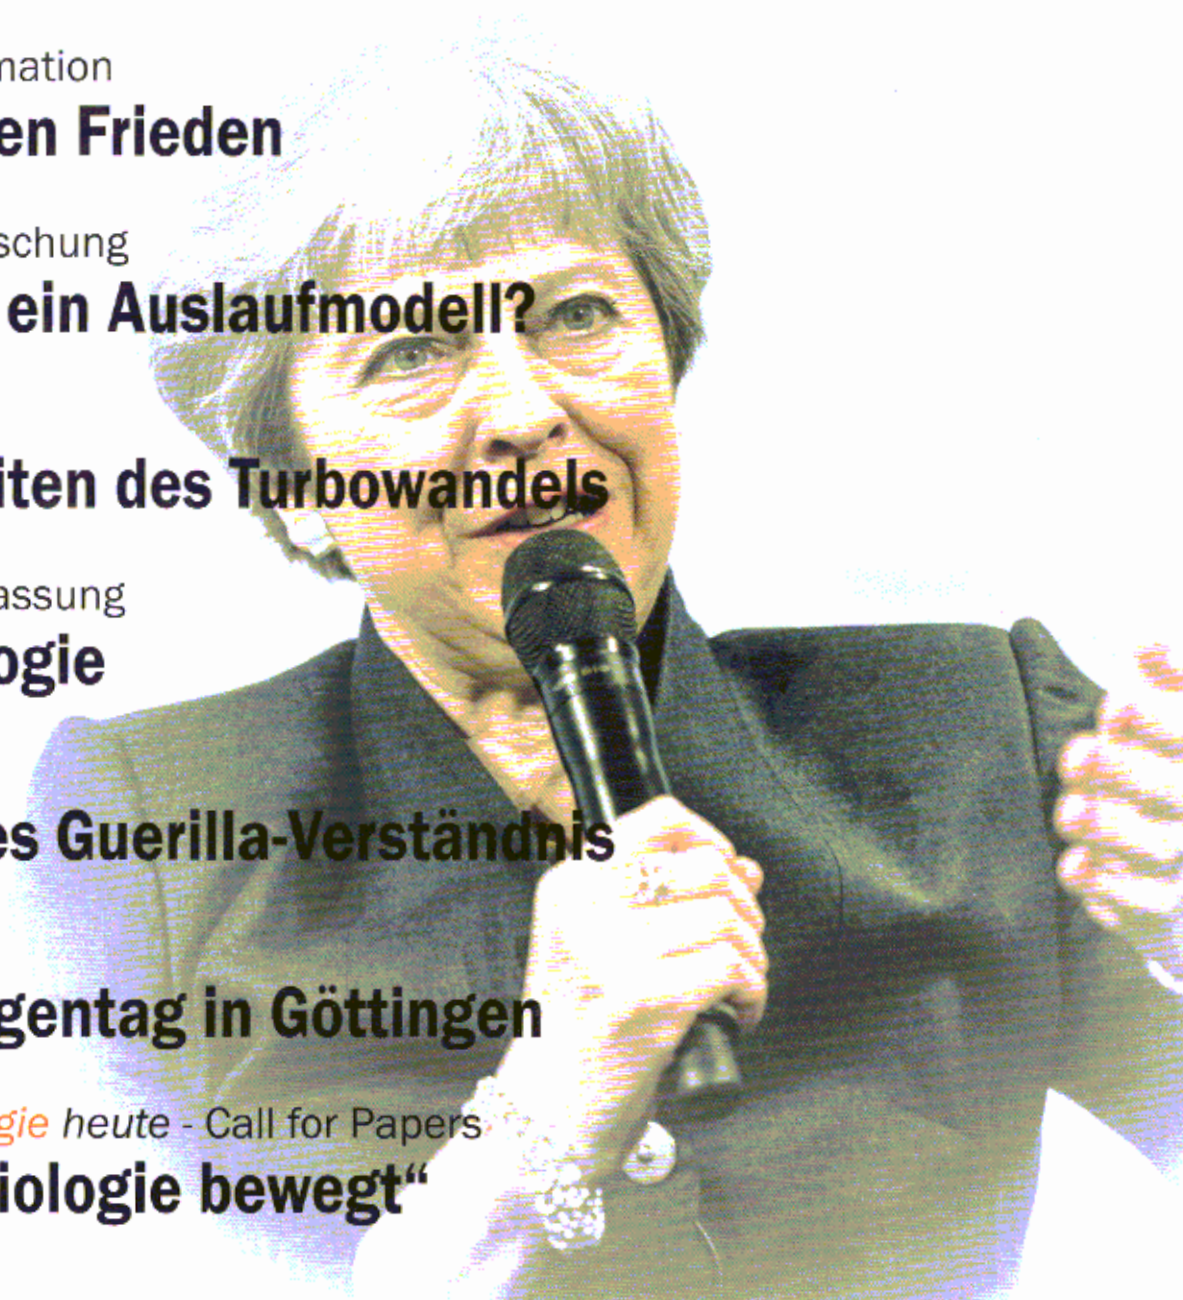 mation
en Frieden
schung
ein Auslaufmodell?
iten des Turbowandels
assung
ogie
es Guerilla-Verständnis
gentag in Göttingen
gie heute - Call for Papers
iologie bewegt“